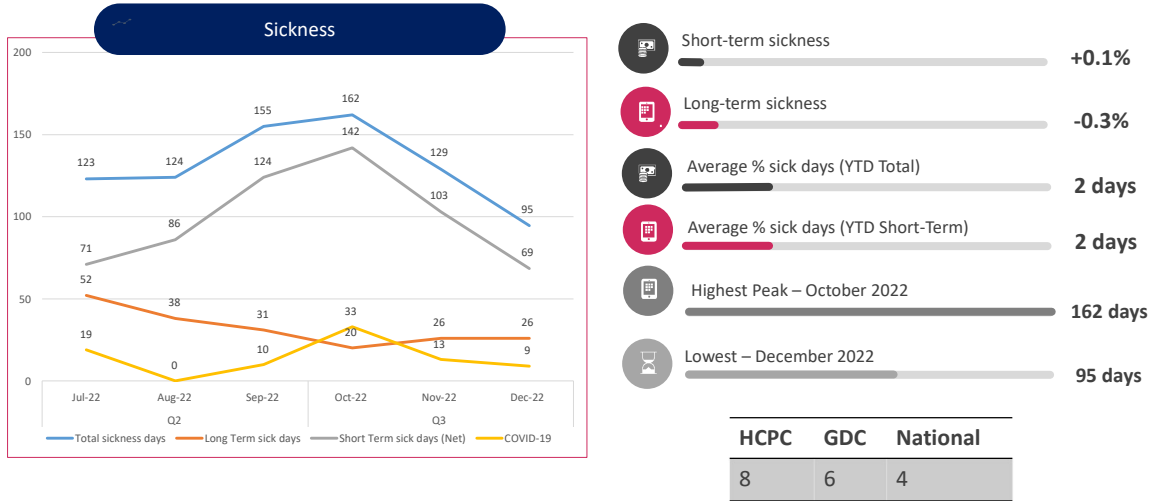 Sickness
200
150
100
50
0
123
124
155
162
129
95
71
86
124
142
103
69
52
38
31
20
26
26
19
0
10
33
13
9
Jul-22 Aug-22 Sep-22 Oct-22 Nov-22 Dec-22
Q2 Q3
Total sickness days Long Term sick days Short Term sick days (Net) COVID-19
Short-term sickness +0.1%
Long-term sickness -0.3%
Average % sick days (YTD Total) 2 days
Average % sick days (YTD Short-Term) 2 days
Highest Peak – October 2022 162 days
Lowest – December 2022 95 days
HCPC GDC National
8 6 4